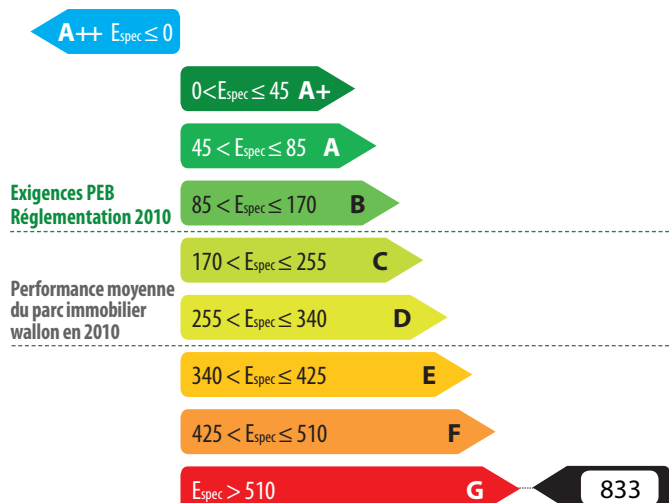 A++ Espec ≤ 0
0<Espec ≤ 45 A+
45 < Espec ≤ 85 A
Exigences PEB
Réglementation 2010
85 < Espec ≤ 170 B
170 < Espec ≤ 255 C
Performance moyenne
du parc immobilier
wallon en 2010
255 < Espec ≤ 340 D
340 < Espec ≤ 425 E
425 < Espec ≤ 510 F
Espec > 510 G 833